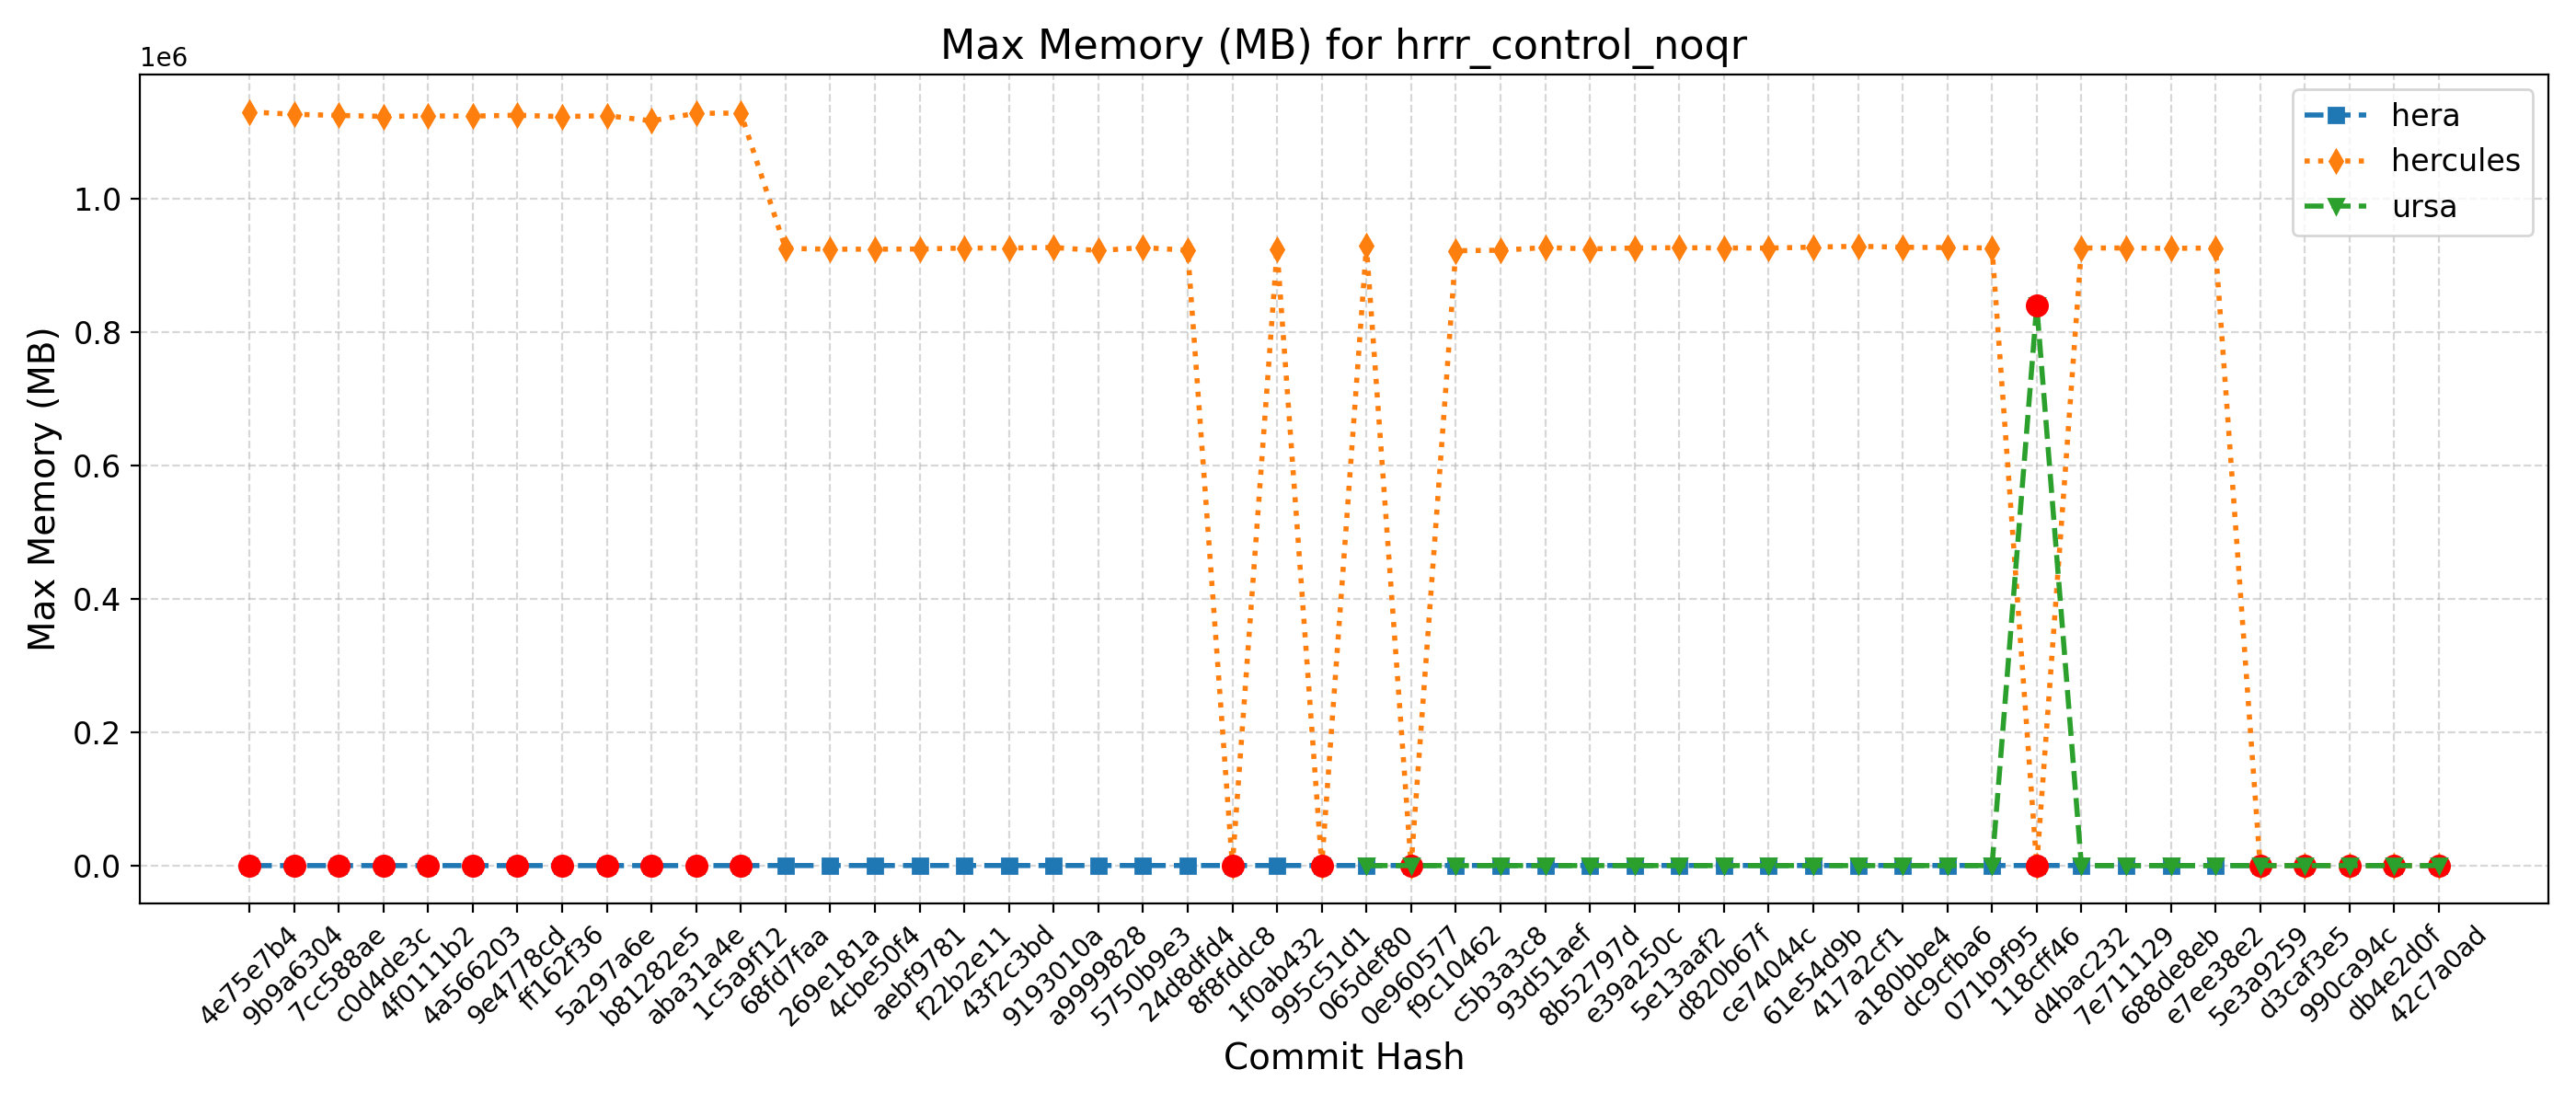 Max Memory (MB) for hrrr_control_noqr
1e6
hera
hercules
ursa
Max Memory (MB)
1.0
0.8
0.6
0.4
0.2
0.0
4e75e7b4
9b9a6304
7cc588ae
c0d4de3c
4f0111b2
4a566203
9e4778cd
ff162f36
5a297a6e
b81282e5
aba31a4e
1c5a9f12
68fd7faa
269e181a
4cbe50f4
aebf9781
f22b2e11
43f2c3bd
9193010a
a9999828
5750b9e3
24d8dfd4
8f8fddc8
1f0ab432
995c51d1
065def80
0e960577
f9c10462
c5b3a3c8
93d51aef
8b52797d
e39a250c
5e13aaf2
d820b67f
ce74044c
61e54d9b
417a2cf1
a180bbe4
dc9cfba6
071b9f95
118cff46
d4bac232
7e711129
688de8eb
e7ee38e2
5e3a9259
d3caf3e5
990ca94c
db4e2d0f
42c7a0ad
Commit Hash